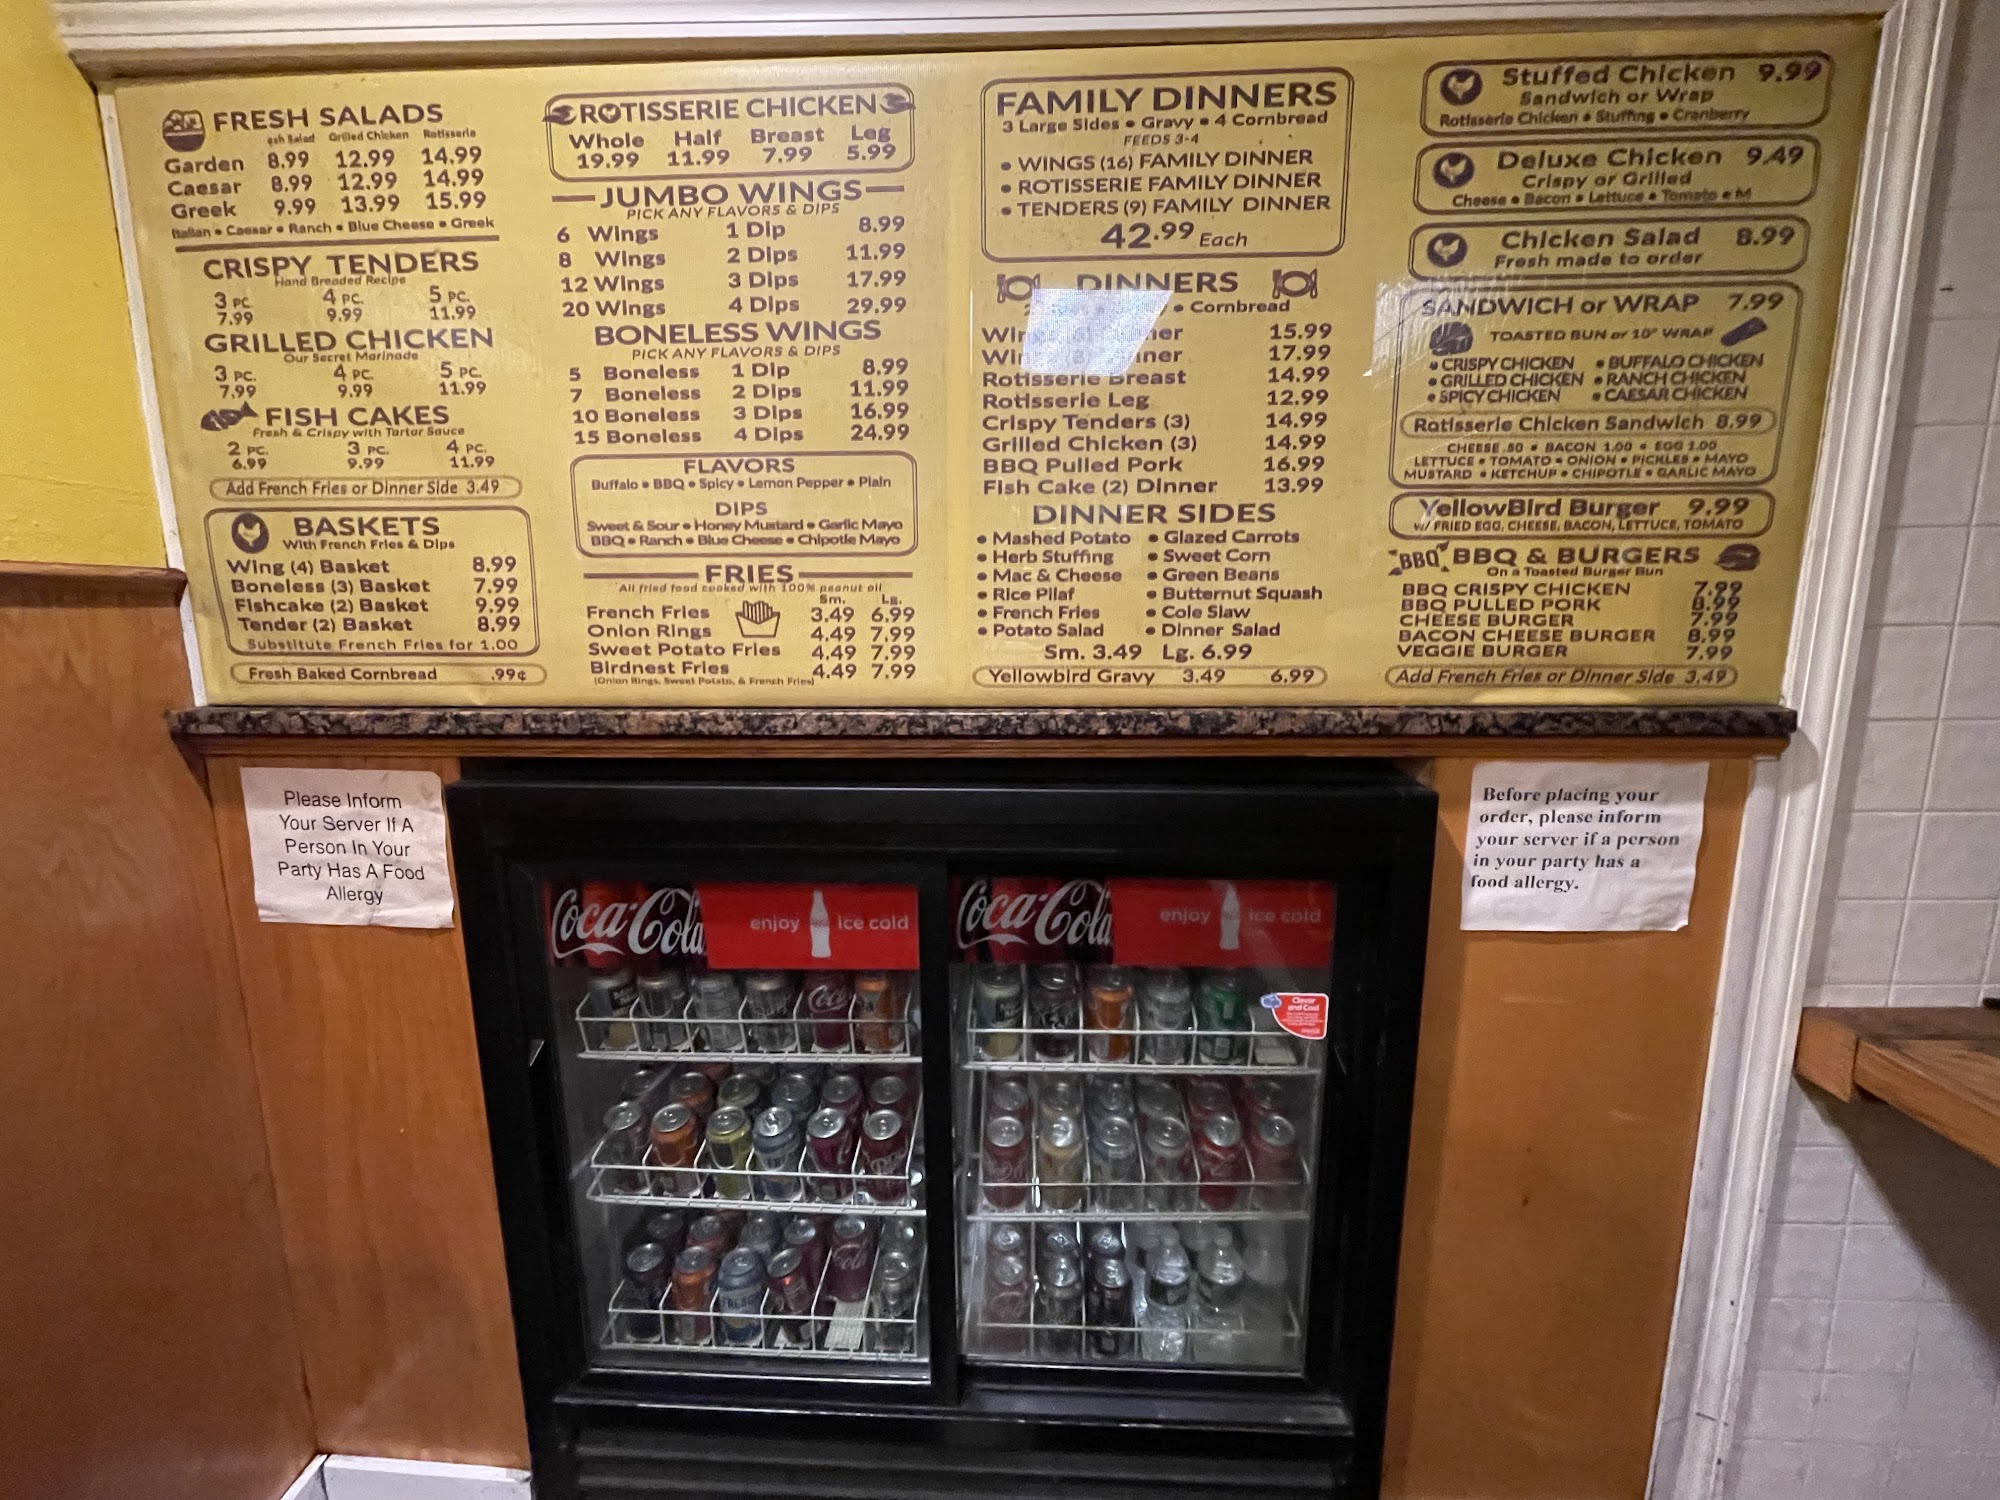 FRESH SALADS
Grilled Chicken Rotisserie
Garden 8.99 12.99 14.99
Caesar 8.99 12.99 14.99
Greek 9.99 13.99 15.99
Italian • Caesar • Ranch • Blue Cheese • Greek
CRISPY TENDERS
Hand Breaded Recipe
3 PC. 4 PC. 5 PC.
7.99 9.99 11.99
GRILLED CHICKEN
Our Secret Marinade
3 PC. 4 PC. 5 PC.
7.99 9.99 11.99
FISH CAKES
Fresh & Crispy with Tartar Sauce
2 PC. 3 PC. 4 PC.
6.99 9.99 11.99
Add French Fries or Dinner Side 3.49
BASKETS
With French Fries & Dips
Wing (4) Basket 8.99
Boneless (3) Basket 7.99
Fishcake (2) Basket 9.99
Tender (2) Basket 8.99
Substitute French Fries for 1.00
Fresh Baked Cornbread .99¢
ROTISSERIE CHICKEN
Whole Half Breast Leg
19.99 11.99 7.99 5.99
JUMBO WINGS
PICK ANY FLAVORS & DIPS
6 Wings 1 Dip 8.99
8 Wings 2 Dips 11.99
12 Wings 3 Dips 17.99
20 Wings 4 Dips 29.99
BONELESS WINGS
PICK ANY FLAVORS & DIPS
5 Boneless 1 Dip 8.99
7 Boneless 2 Dips 11.99
10 Boneless 3 Dips 16.99
15 Boneless 4 Dips 24.99
FLAVORS
Buffalo • BBQ • Spicy • Lemon Pepper • Plain
DIPS
Sweet & Sour • Honey Mustard • Garlic Mayo
BBQ • Ranch • Blue Cheese • Chipotle Mayo
FRIES
All fried food cooked with 100% peanut oil
Sm. Lg.
French Fries 3.49 6.99
Onion Rings 4.49 7.99
Sweet Potato Fries 4.49 7.99
Birdnest Fries 4.49 7.99
(Onion Rings, Sweet Potato, & French Fries)
FAMILY DINNERS
3 Large Sides • Gravy • 4 Cornbread
FEEDS 3-4
• WINGS (16) FAMILY DINNER
• ROTISSERIE FAMILY DINNER
• TENDERS (9) FAMILY DINNER
42.99 Each
DINNERS
• Cornbread
15.99
17.99
Rotisserie Breast 14.99
Rotisserie Leg 12.99
Crispy Tenders (3) 14.99
Grilled Chicken (3) 14.99
BBQ Pulled Pork 16.99
Fish Cake (2) Dinner 13.99
DINNER SIDES
• Mashed Potato • Glazed Carrots
• Herb Stuffing • Sweet Corn
• Mac & Cheese • Green Beans
• Rice Pilaf • Butternut Squash
• French Fries • Cole Slaw
• Potato Salad • Dinner Salad
Sm. 3.49 Lg. 6.99
Yellowbird Gravy 3.49 6.99
Stuffed Chicken 9.99
Sandwich or Wrap
Rotisserie Chicken • Stuffing • Cranberry
Deluxe Chicken 9.49
Crispy or Grilled
Cheese • Bacon • Lettuce • Tomato • M
Chicken Salad 8.99
Fresh made to order
SANDWICH or WRAP 7.99
TOASTED BUN or 10" WRAP
• CRISPY CHICKEN • BUFFALO CHICKEN
• GRILLED CHICKEN • RANCH CHICKEN
• SPICY CHICKEN • CAESAR CHICKEN
Rotisserie Chicken Sandwich 8.99
CHEESE .50 • BACON 1.00 • EGG 1.00
LETTUCE • TOMATO • ONION • PICKLES • MAYO
MUSTARD • KETCHUP • CHIPOTLE • GARLIC MAYO
YellowBird Burger 9.99
W/ FRIED EGG, CHEESE, BACON, LETTUCE, TOMATO
BBQ BBQ & BURGERS
On a Toasted Burger Bun
BBQ CRISPY CHICKEN 7.99
BBQ PULLED PORK 8.99
CHEESE BURGER 7.99
BACON CHEESE BURGER 8.99
VEGGIE BURGER 7.99
Add French Fries or Dinner Side 3.49
Please Inform
Your Server If A
Person In Your
Party Has A Food
Allergy
Before placing your
order, please inform
your server if a person
in your party has a
food allergy.
Coca-Cola enjoy ice cold
Coca-Cola enjoy ice cold